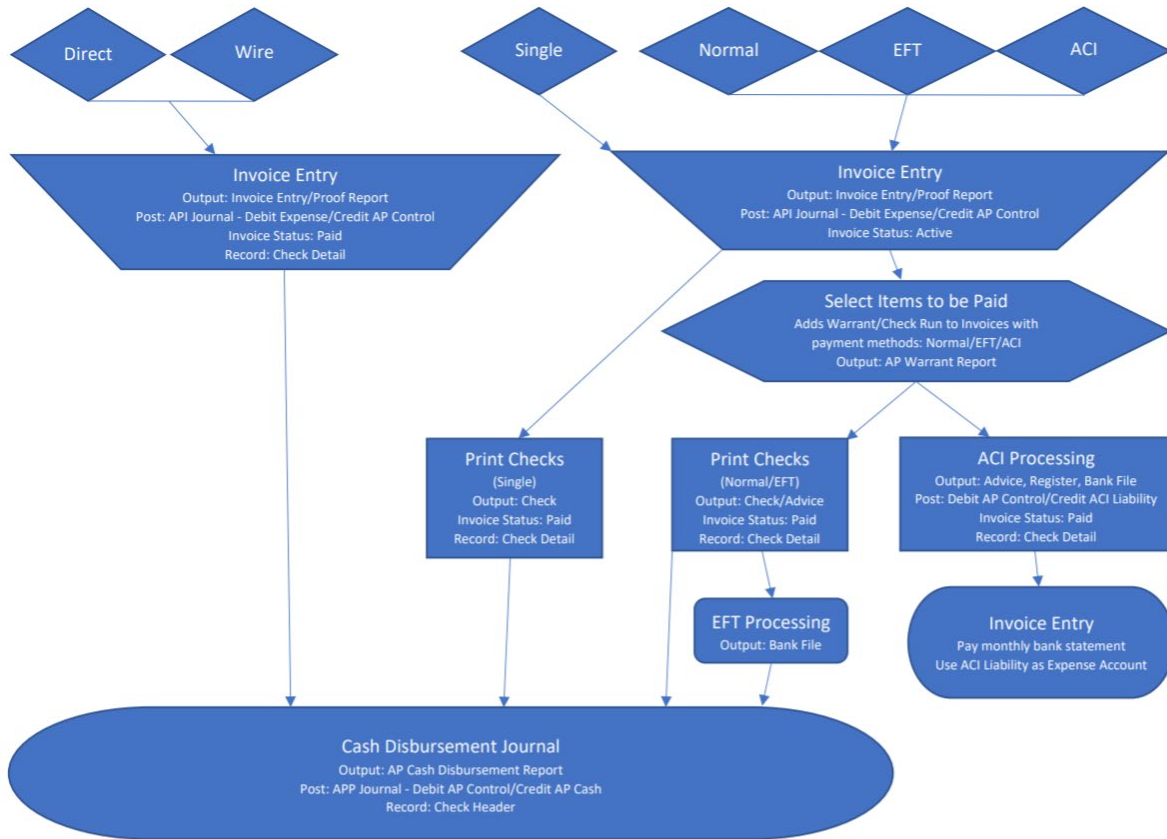 Direct
Wire
Single
Normal
EFT
ACI
Invoice Entry
Output: Invoice Entry/Proof Report
Post: API Journal - Debit Expense/Credit AP Control
Invoice Status: Paid
Record: Check Detail
Invoice Entry
Output: Invoice Entry/Proof Report
Post: API Journal - Debit Expense/Credit AP Control
Invoice Status: Active
Select Items to be Paid
Adds Warrant/Check Run to Invoices with
payment methods: Normal/EFT/ACI
Output: AP Warrant Report
Print Checks
(Single)
Output: Check
Invoice Status: Paid
Record: Check Detail
Print Checks
(Normal/EFT)
Output: Check/Advice
Invoice Status: Paid
Record: Check Detail
ACI Processing
Output: Advice, Register, Bank File
Post: Debit AP Control/Credit ACI Liability
Invoice Status: Paid
Record: Check Detail
EFT Processing
Output: Bank File
Invoice Entry
Pay monthly bank statement
Use ACI Liability as Expense Account
Cash Disbursement Journal
Output: AP Cash Disbursement Report
Post: APP Journal - Debit AP Control/Credit AP Cash
Record: Check Header